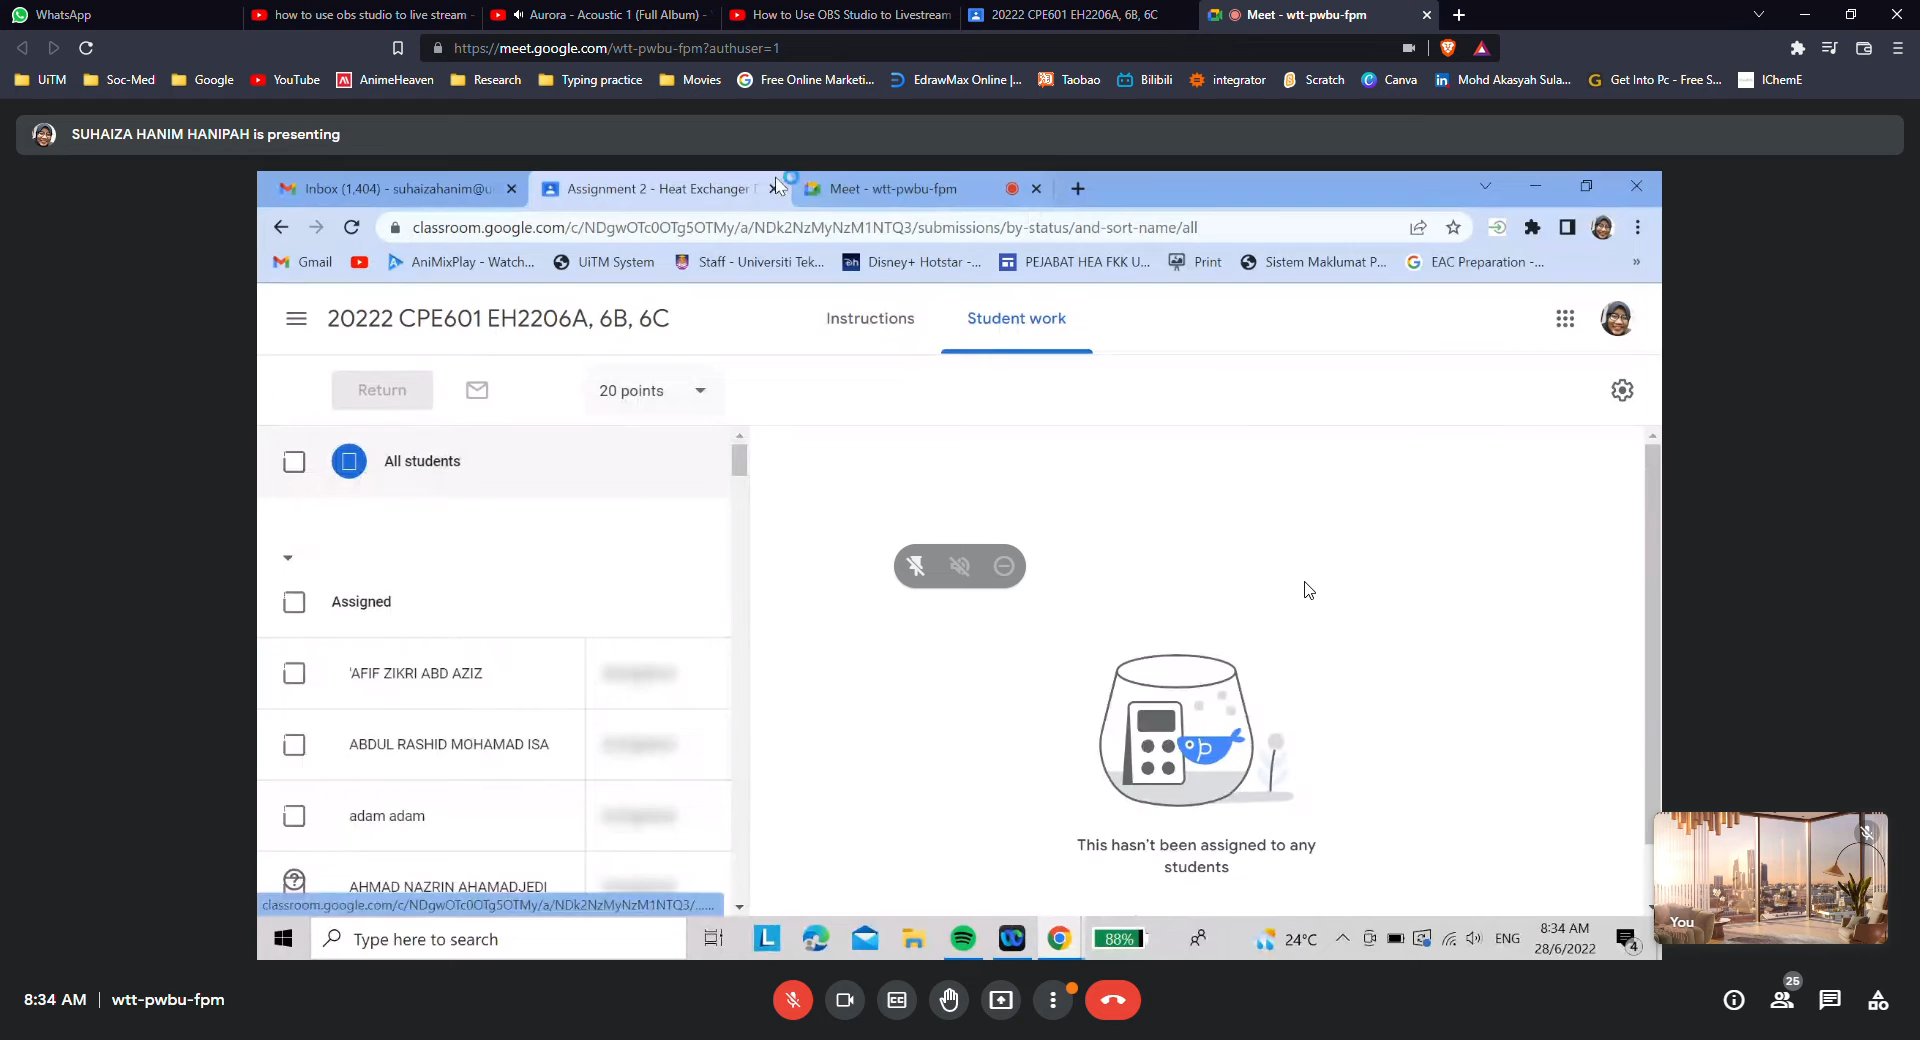 WhatsApp
how to use obs studio to live stream -
Aurora - Acoustic 1 (Full Album) -
How to Use OBS Studio to Livestream
20222 CPE601 EH2206A, 6B, 6C
Meet - wtt-pwbu-fpm
https://meet.google.com/wtt-pwbu-fpm?authuser=1
UiTM
Soc-Med
Google
YouTube
AnimeHeaven
Research
Typing practice
Movies
Free Online Marketi...
EdrawMax Online |...
Taobao
Bilibili
integrator
Scratch
Canva
Mohd Akasyah Sula...
Get Into Pc - Free S...
IChemE
SUHAIZA HANIM HANIPAH is presenting
Inbox (1,404) - suhaizahanim@u
Assignment 2 - Heat Exchanger
Meet - wtt-pwbu-fpm
classroom.google.com/c/NDgwOTc0OTg5OTMy/a/NDk2NzMyNzM1NTQ3/submissions/by-status/and-sort-name/all
Gmail
AniMixPlay - Watch...
UiTM System
Staff - Universiti Tek...
Disney+ Hotstar -...
PEJABAT HEA FKK U...
Print
Sistem Maklumat P...
EAC Preparation -...
»
20222 CPE601 EH2206A, 6B, 6C
Instructions
Student work
Return
20 points
All students
Assigned
'AFIF ZIKRI ABD AZIZ
ABDUL RASHID MOHAMAD ISA
adam adam
AHMAD NAZRIN AHAMADJEDI
This hasn't been assigned to any
students
classroom.google.com/c/NDgwOTc0OTg5OTMy/a/NDk2NzMyNzM1NTQ3/......
You
Type here to search
88%
24°C
ENG
8:34 AM
28/6/2022
4
8:34 AM | wtt-pwbu-fpm
25